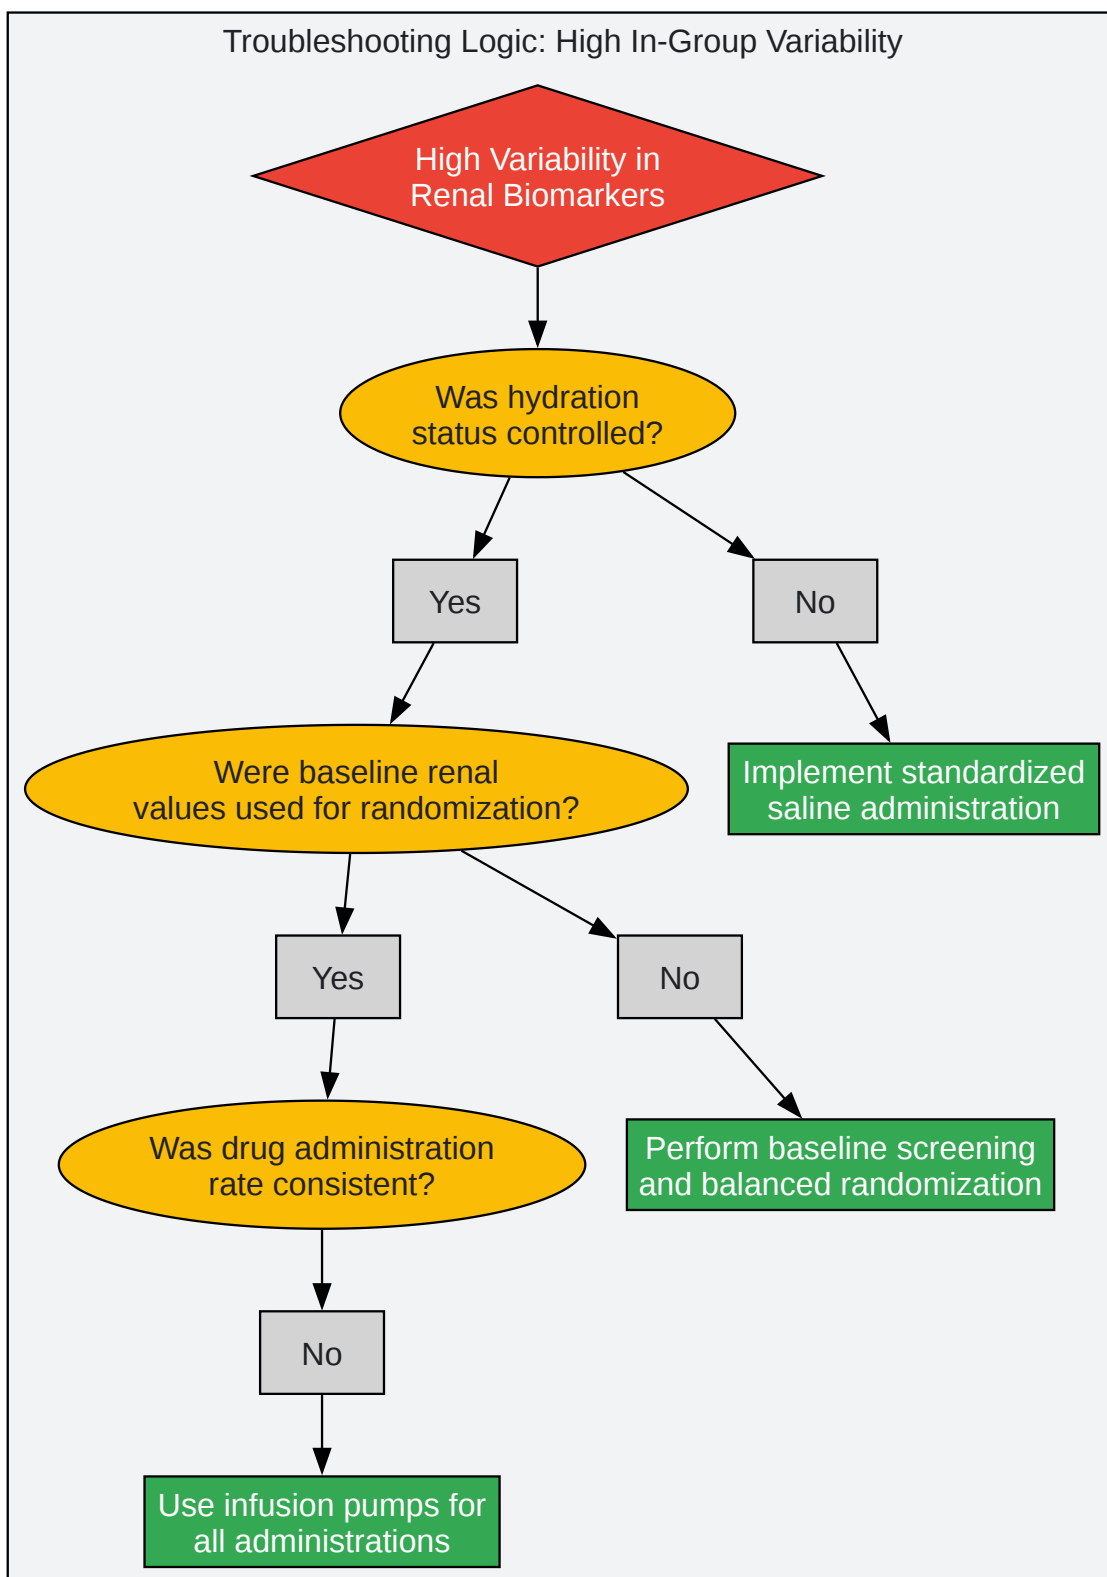 Troubleshooting Logic: High In-Group Variability
High Variability in
Renal Biomarkers
Was hydration
status controlled?
Yes
No
Were baseline renal
values used for randomization?
Implement standardized
saline administration
Yes
No
Was drug administration
rate consistent?
Perform baseline screening
and balanced randomization
No
Use infusion pumps for
all administrations